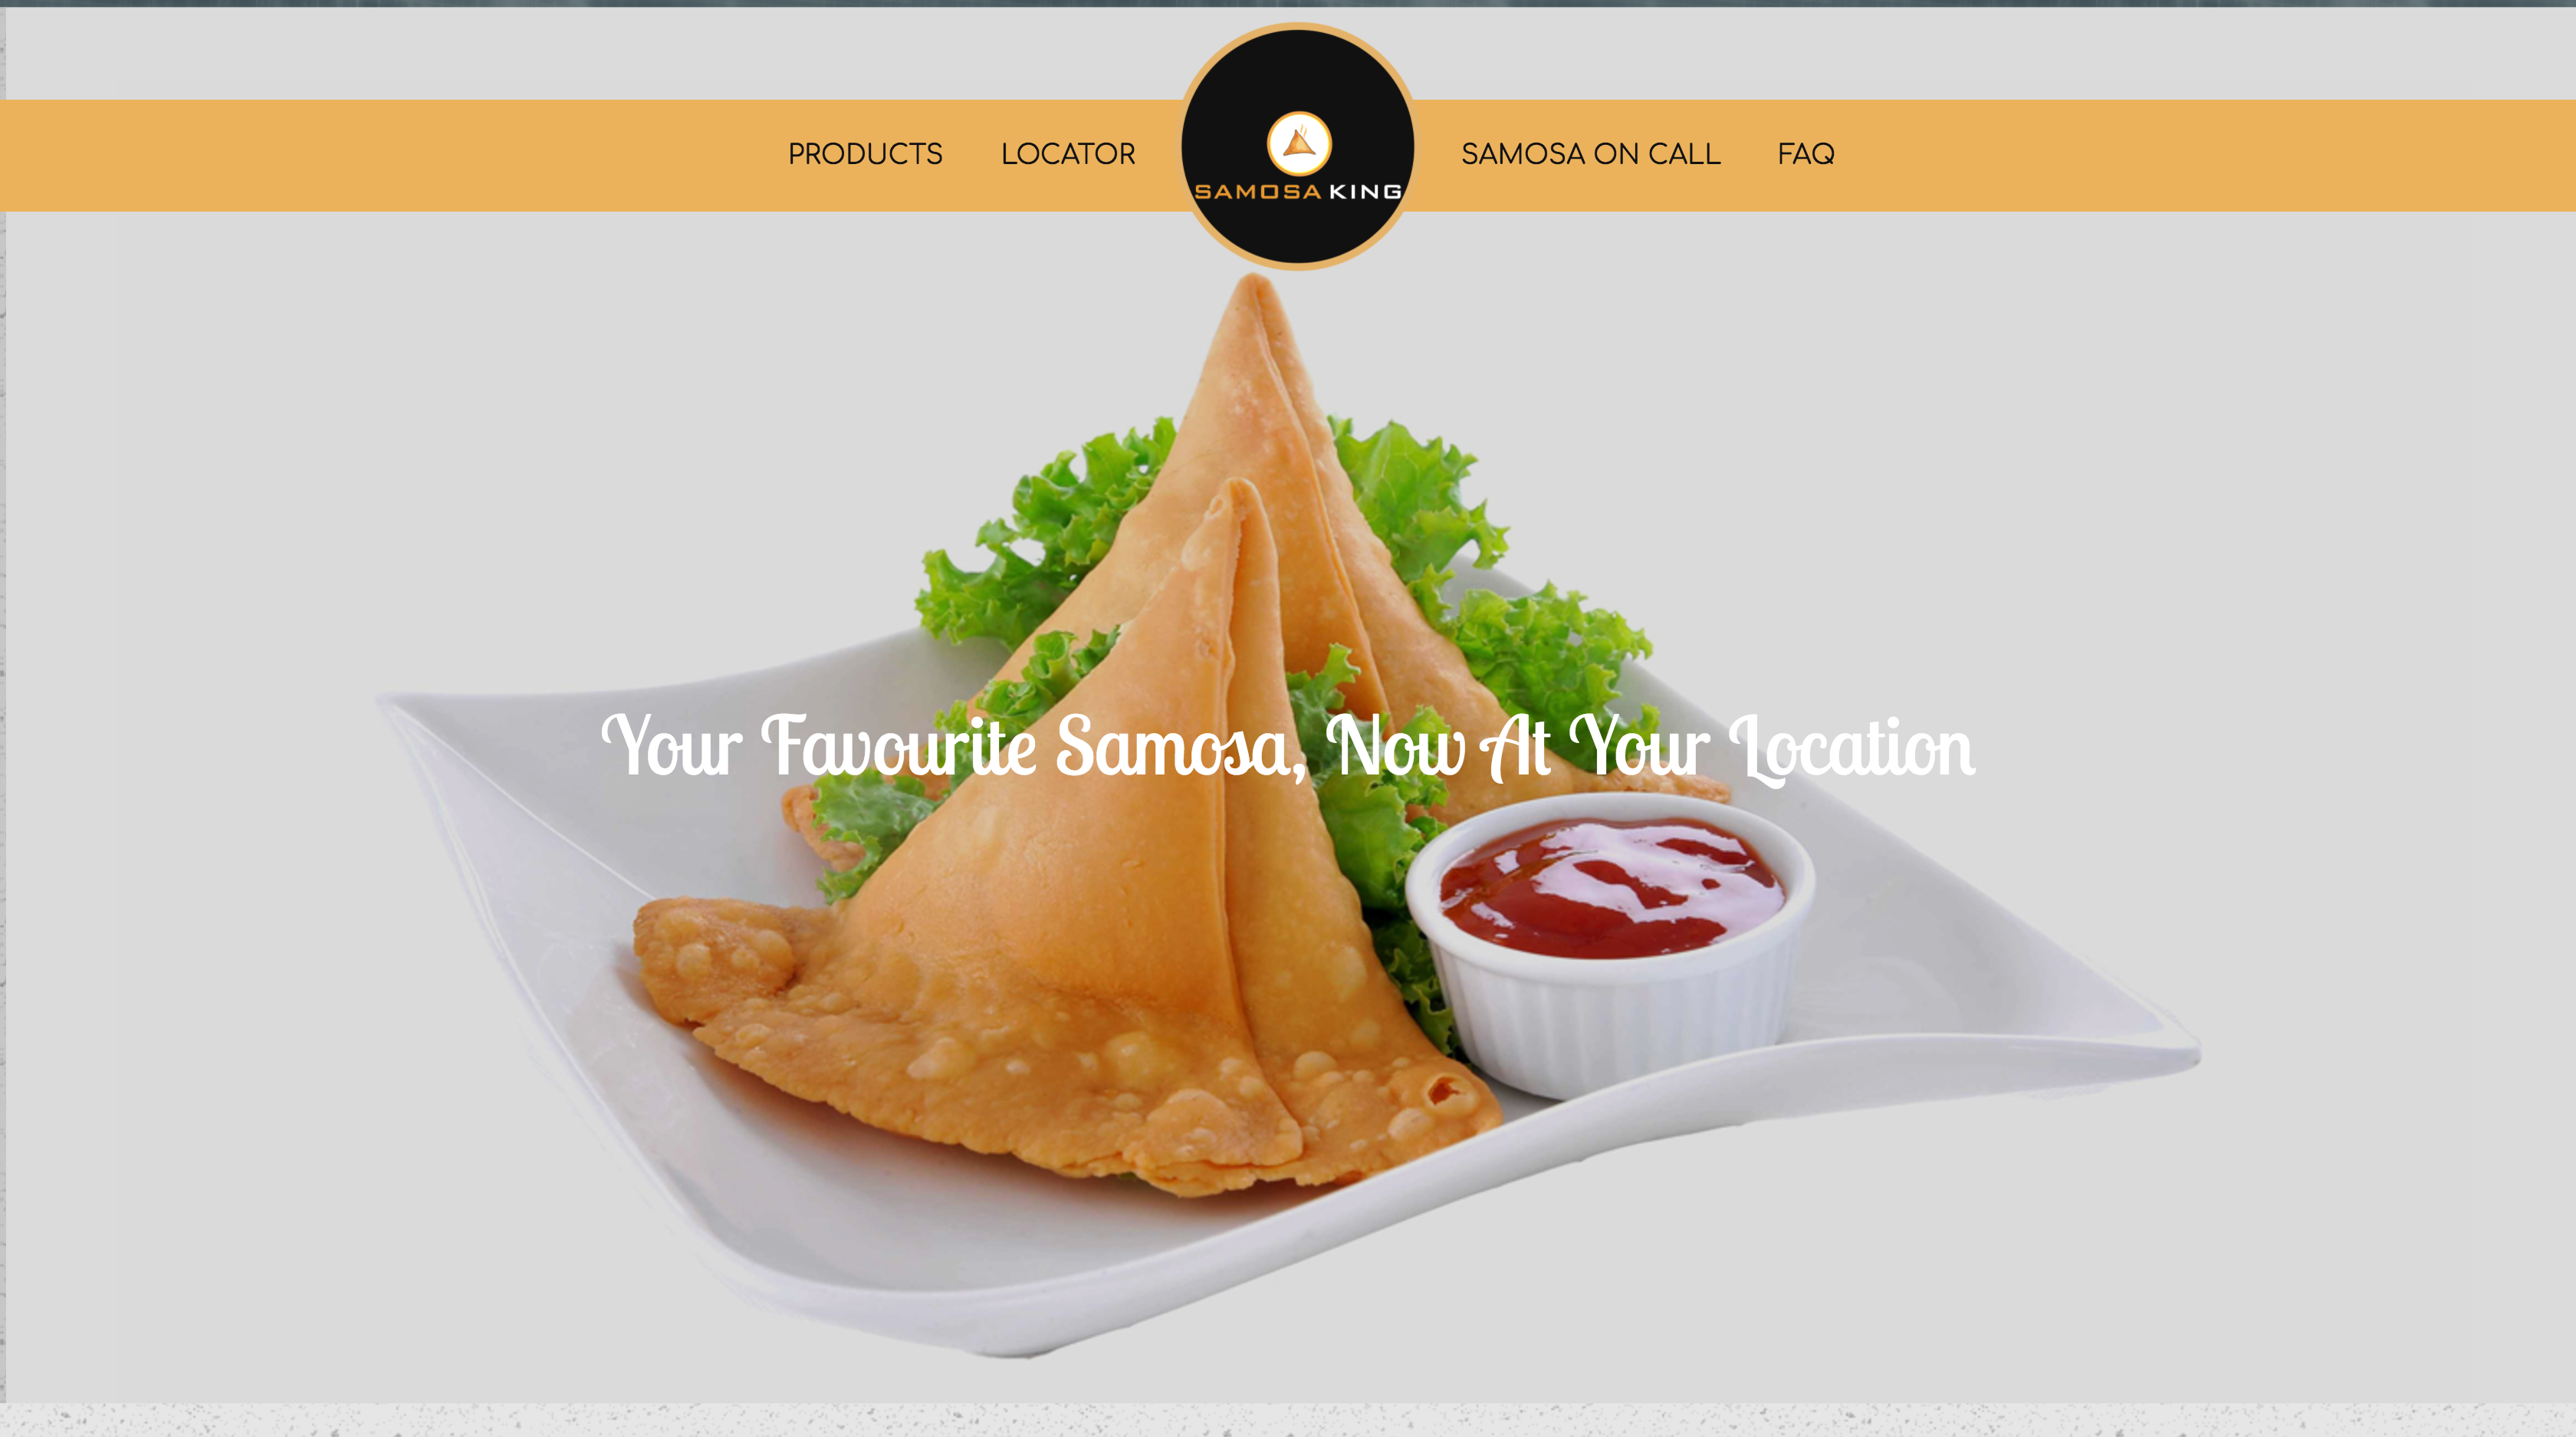 PRODUCTS LOCATOR SAMOSA ON CALL FAQ
SAMOSA KING
Your Favourite Samosa, Now At Your Location